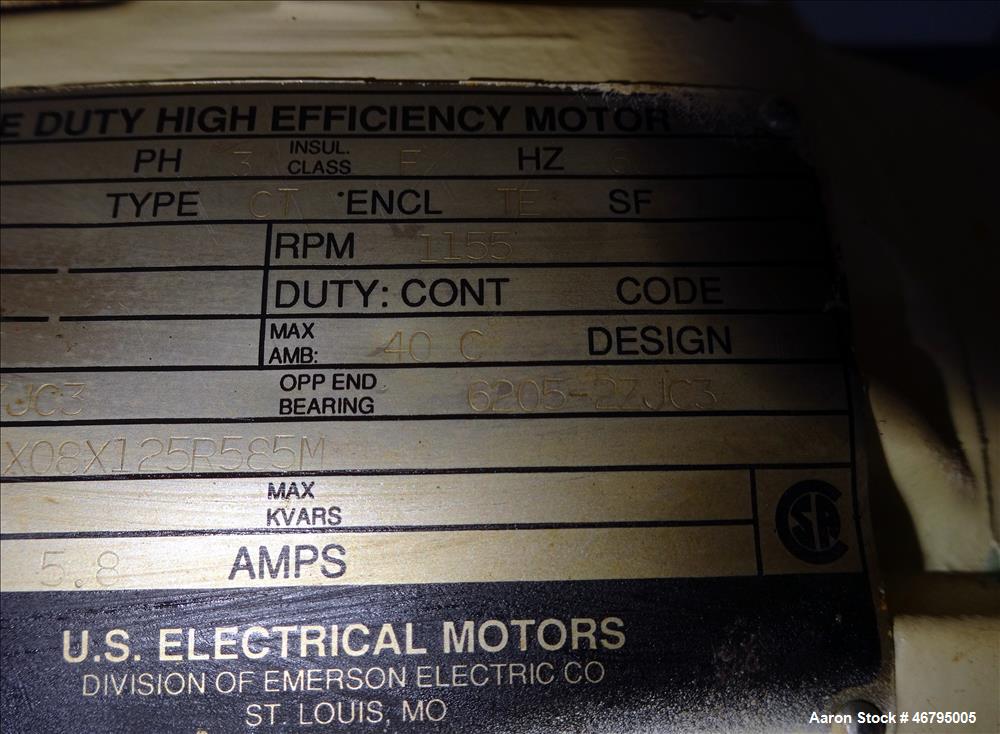 E DUTY HIGH EFFICIENCY MOTOR
PH 3 INSUL. CLASS F HZ 6
TYPE CT ENCL TE SF
RPM 1155
DUTY: CONT CODE
MAX AMB: 40 C DESIGN
JC3 OPP END BEARING 6205-2ZJC3
X08X125R585M
MAX KVARS
5.8 AMPS
U.S. ELECTRICAL MOTORS
DIVISION OF EMERSON ELECTRIC CO
ST. LOUIS, MO
Aaron Stock # 46795005